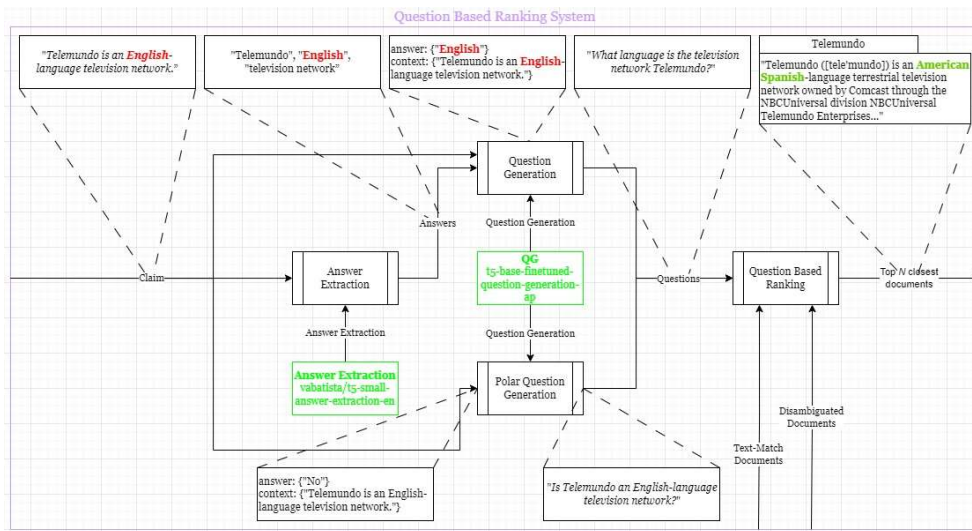 Question Based Ranking System
"Telemundo is an English-
language television network."
"Telemundo", "English",
"television network"
answer: {"English"}
context: {"Telemundo is an English-
language television network."}
"What language is the television
network Telemundo?"
Telemundo
"Telemundo ([tele'mundo]) is an American
Spanish-language terrestrial television
network owned by Comcast through the
NBCUniversal division NBCUniversal
Telemundo Enterprises..."
Question
Generation
Answers
Question Generation
Claim
Answer
Extraction
QG
t5-base-finetuned-
question-generation-
ap
Questions
Question Based
Ranking
Top N closest
documents
Answer Extraction
Question Generation
Answer Extraction
vabatista/t5-small-
answer-extraction-en
Polar Question
Generation
Disambiguated
Documents
Text-Match
Documents
answer: {"No"}
context: {"Telemundo is an English-
language television network."}
"Is Telemundo an English-language
television network?"